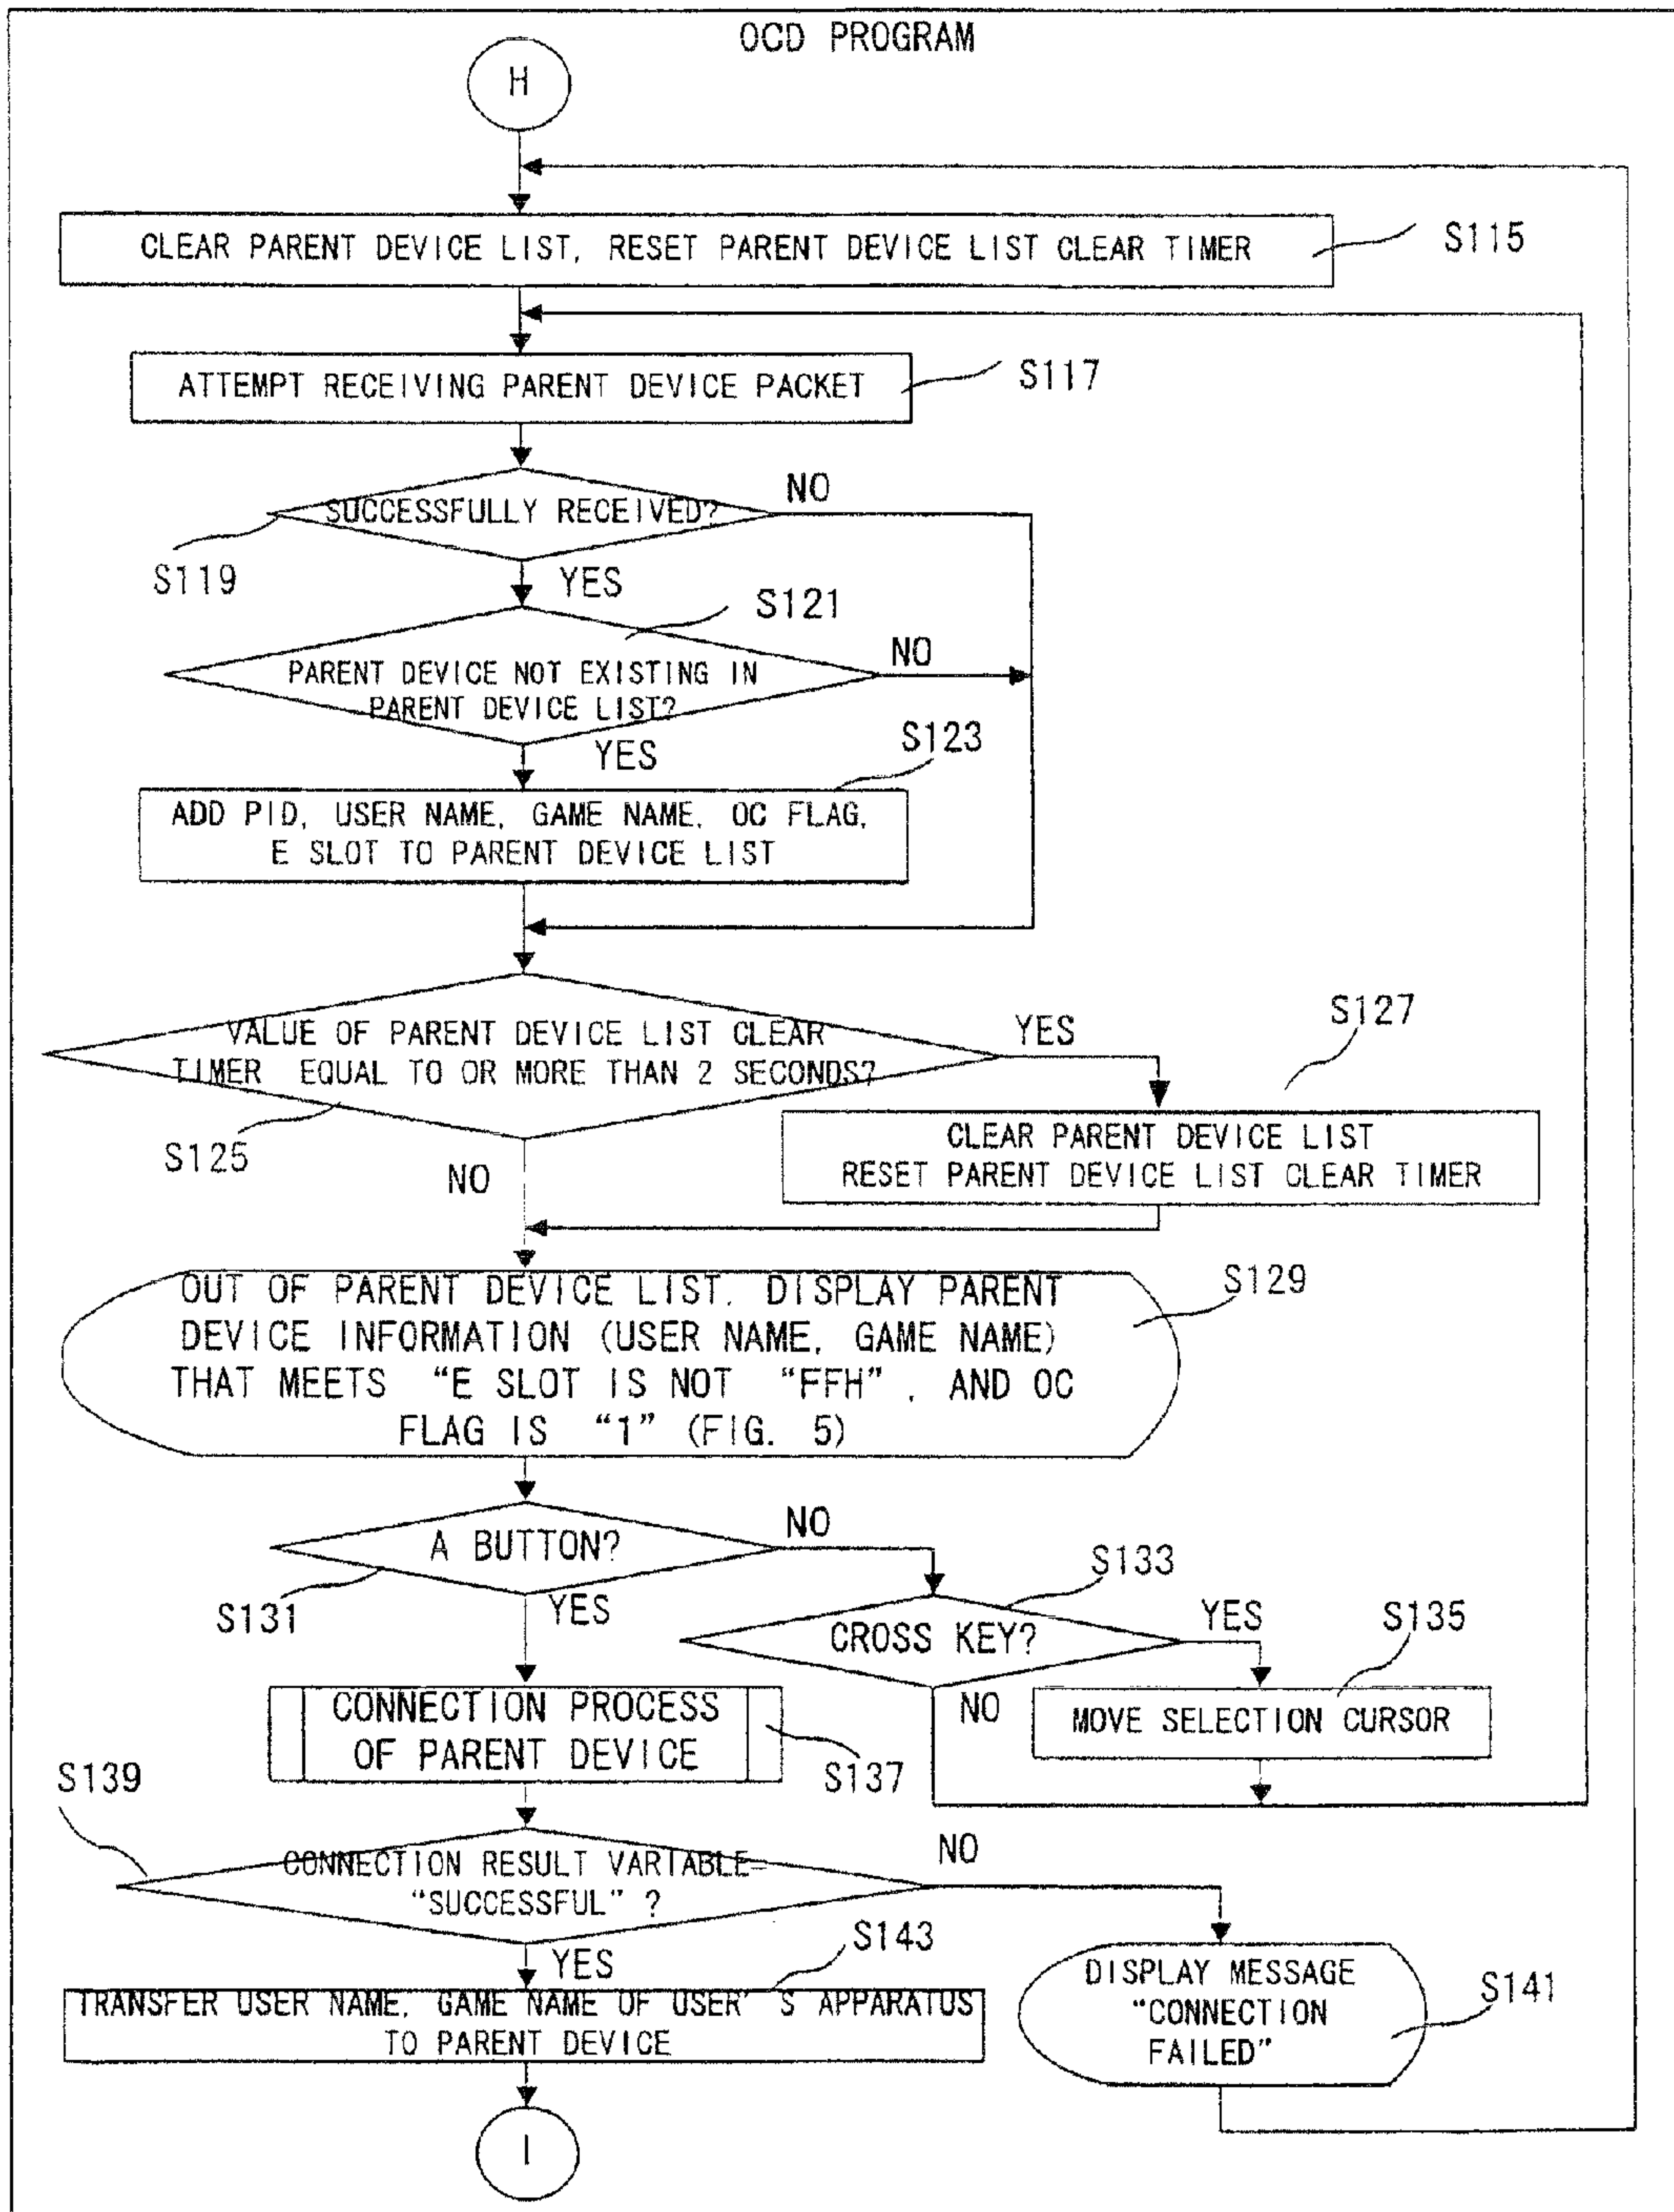 OCD PROGRAM
H
CLEAR PARENT DEVICE LIST, RESET PARENT DEVICE LIST CLEAR TIMER
S115
ATTEMPT RECEIVING PARENT DEVICE PACKET
S117
SUCCESSFULLY RECEIVED?
NO
S119
YES
S121
PARENT DEVICE NOT EXISTING IN
PARENT DEVICE LIST?
NO
YES
S123
ADD PID, USER NAME, GAME NAME, OC FLAG,
E SLOT TO PARENT DEVICE LIST
VALUE OF PARENT DEVICE LIST CLEAR
TIMER EQUAL TO OR MORE THAN 2 SECONDS?
YES
S127
S125
NO
CLEAR PARENT DEVICE LIST
RESET PARENT DEVICE LIST CLEAR TIMER
OUT OF PARENT DEVICE LIST, DISPLAY PARENT
DEVICE INFORMATION (USER NAME, GAME NAME)
THAT MEETS “E SLOT IS NOT “FFH”, AND OC
FLAG IS “1” (FIG. 5)
S129
A BUTTON?
NO
S131
YES
S133
CROSS KEY?
YES
S135
NO
MOVE SELECTION CURSOR
CONNECTION PROCESS
OF PARENT DEVICE
S137
S139
CONNECTION RESULT VARIABLE=
“SUCCESSFUL” ?
NO
YES
S143
TRANSFER USER NAME, GAME NAME OF USER'S APPARATUS
TO PARENT DEVICE
DISPLAY MESSAGE
“CONNECTION
FAILED”
S141
I